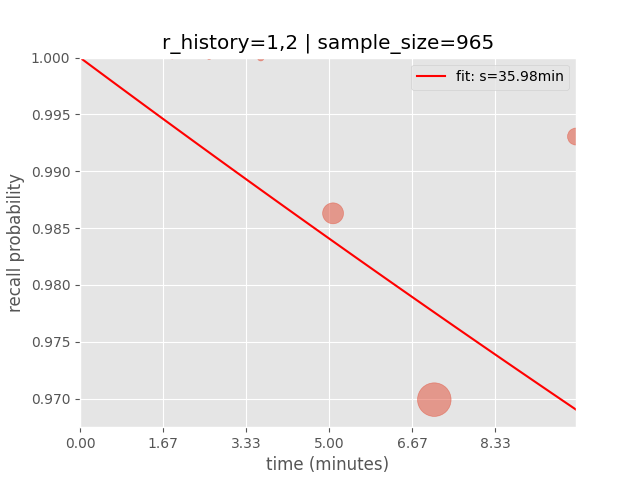 r_history=1,2 | sample_size=965
fit: s=35.98min
recall probability
1.000
0.995
0.990
0.985
0.980
0.975
0.970
0.00 1.67 3.33 5.00 6.67 8.33
time (minutes)